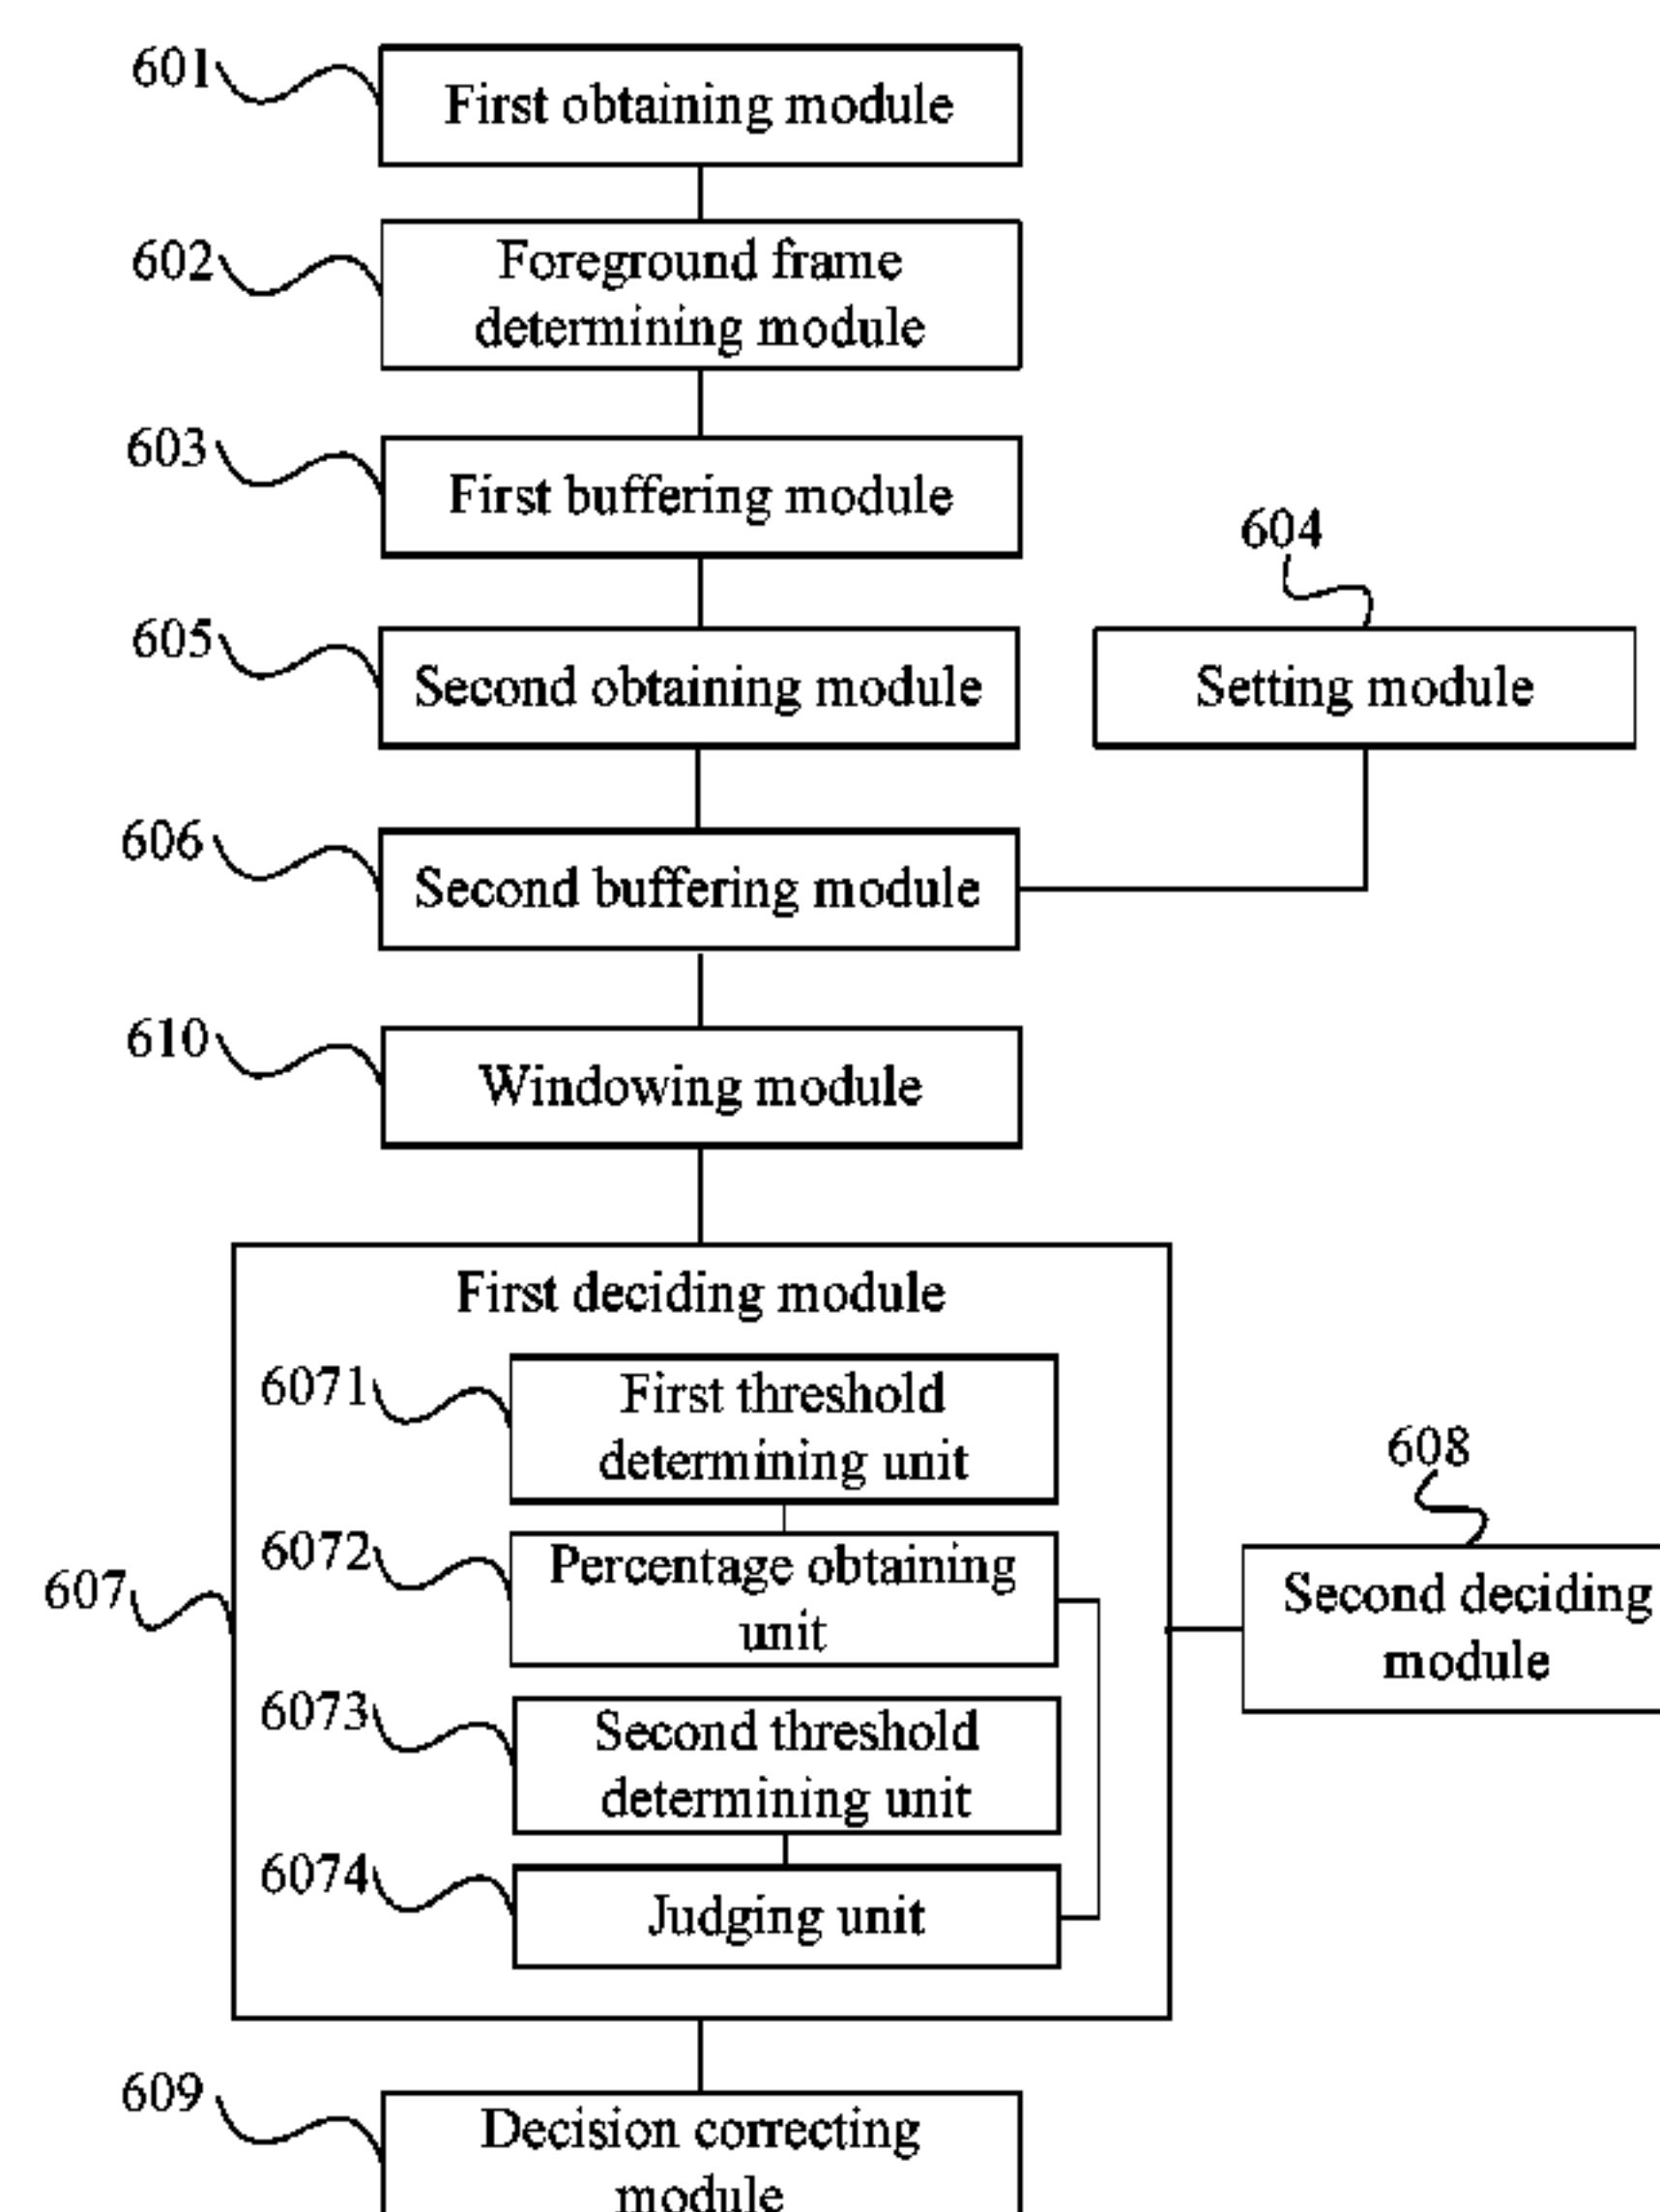 601
First obtaining module
602
Foreground frame
determining module
603
First buffering module
604
605
Second obtaining module
Setting module
606
Second buffering module
610
Windowing module
First deciding module
6071
First threshold
determining unit
608
6072
Percentage obtaining
unit
607
Second deciding
module
6073
Second threshold
determining unit
6074
Judging unit
609
Decision correcting
module